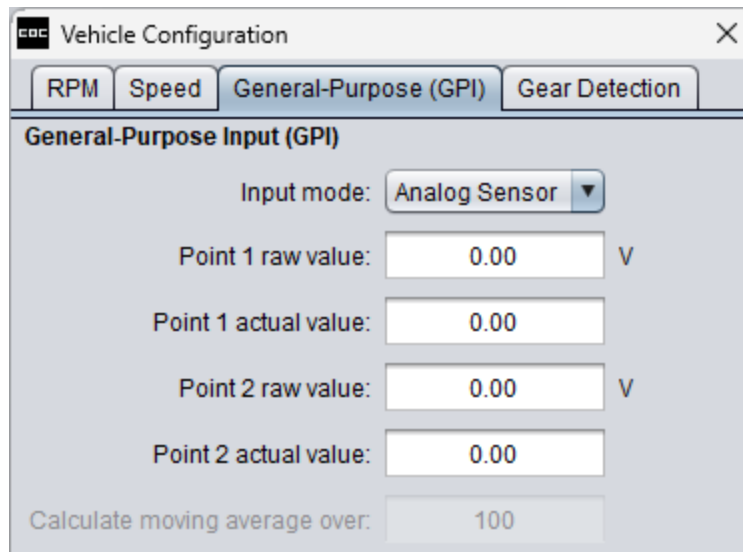 CDC Vehicle Configuration
RPM Speed General-Purpose (GPI) Gear Detection
General-Purpose Input (GPI)
Input mode: Analog Sensor
Point 1 raw value: 0.00 V
Point 1 actual value: 0.00
Point 2 raw value: 0.00 V
Point 2 actual value: 0.00
Calculate moving average over: 100